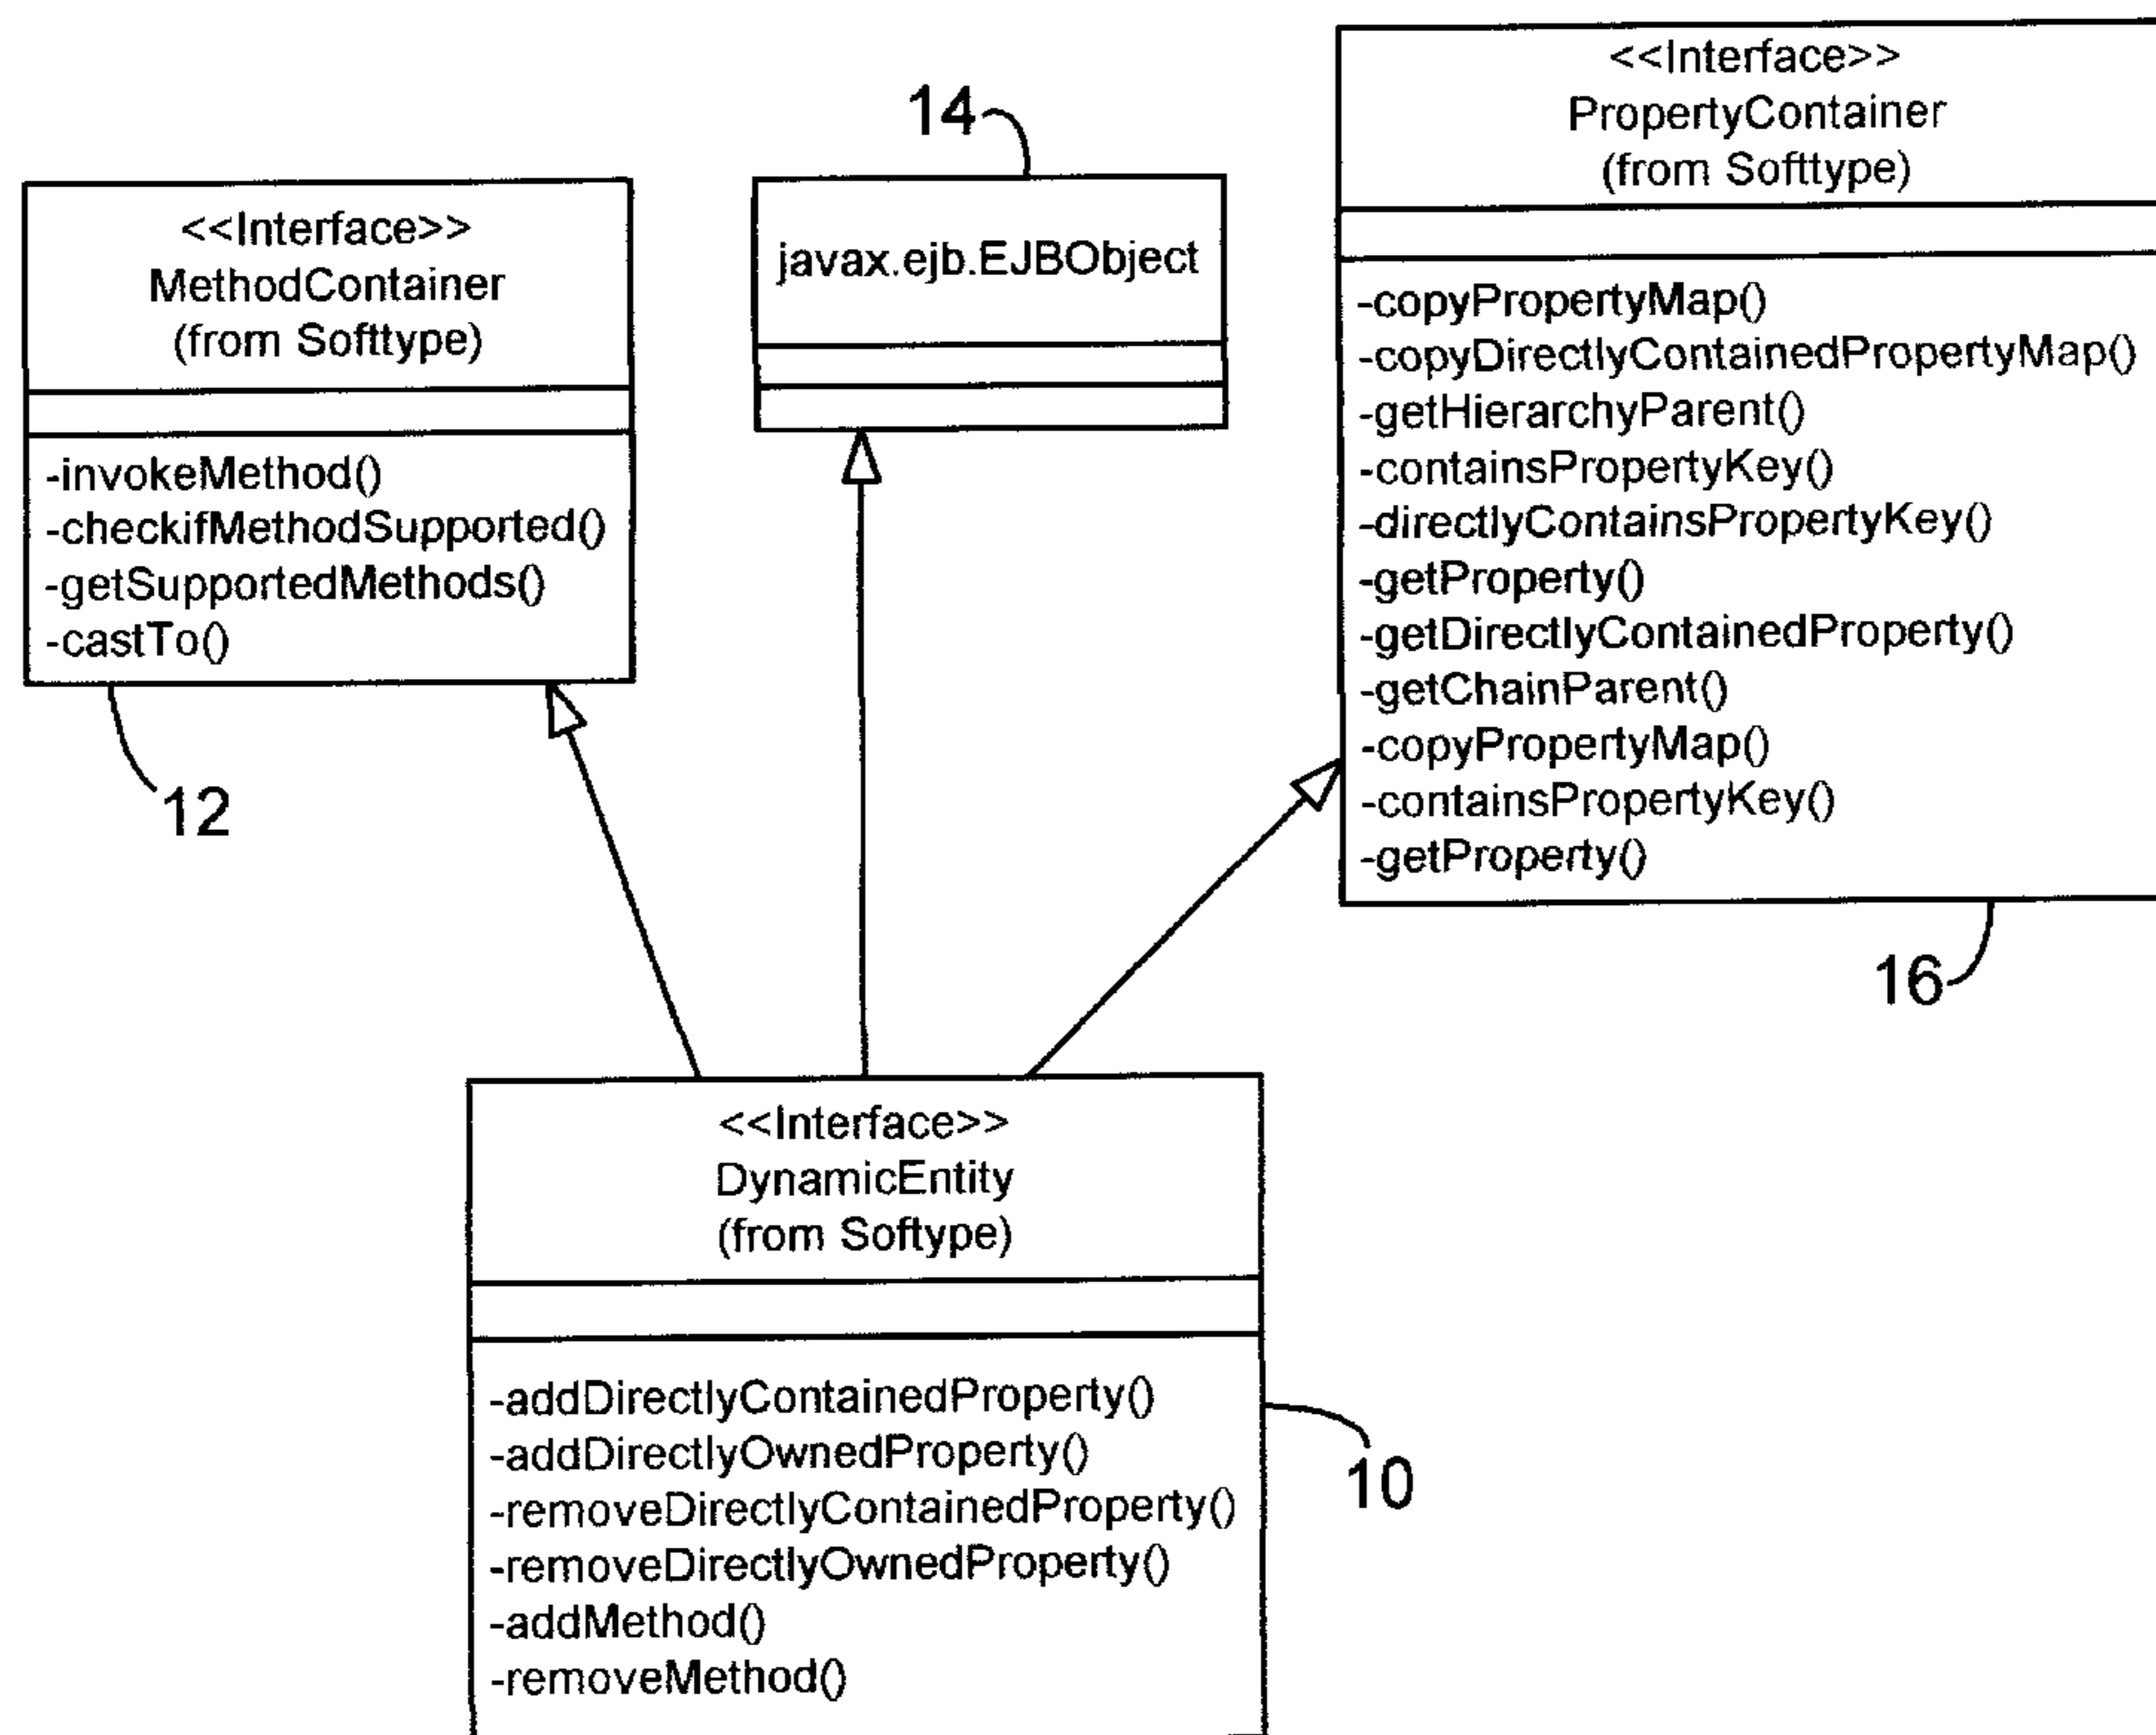 14
<<Interface>>
MethodContainer
(from Softtype)
-invokeMethod()
-checkifMethodSupported()
-getSupportedMethods()
-castTo()
12
javax.ejb.EJBObject
<<Interface>>
PropertyContainer
(from Softtype)
-copyPropertyMap()
-copyDirectlyContainedPropertyMap()
-getHierarchyParent()
-containsPropertyKey()
-directlyContainsPropertyKey()
-getProperty()
-getDirectlyContainedProperty()
-getChainParent()
-copyPropertyMap()
-containsPropertyKey()
-getProperty()
16
<<Interface>>
DynamicEntity
(from Softype)
-addDirectlyContainedProperty()
-addDirectlyOwnedProperty()
-removeDirectlyContainedProperty()
-removeDirectlyOwnedProperty()
-addMethod()
-removeMethod()
10